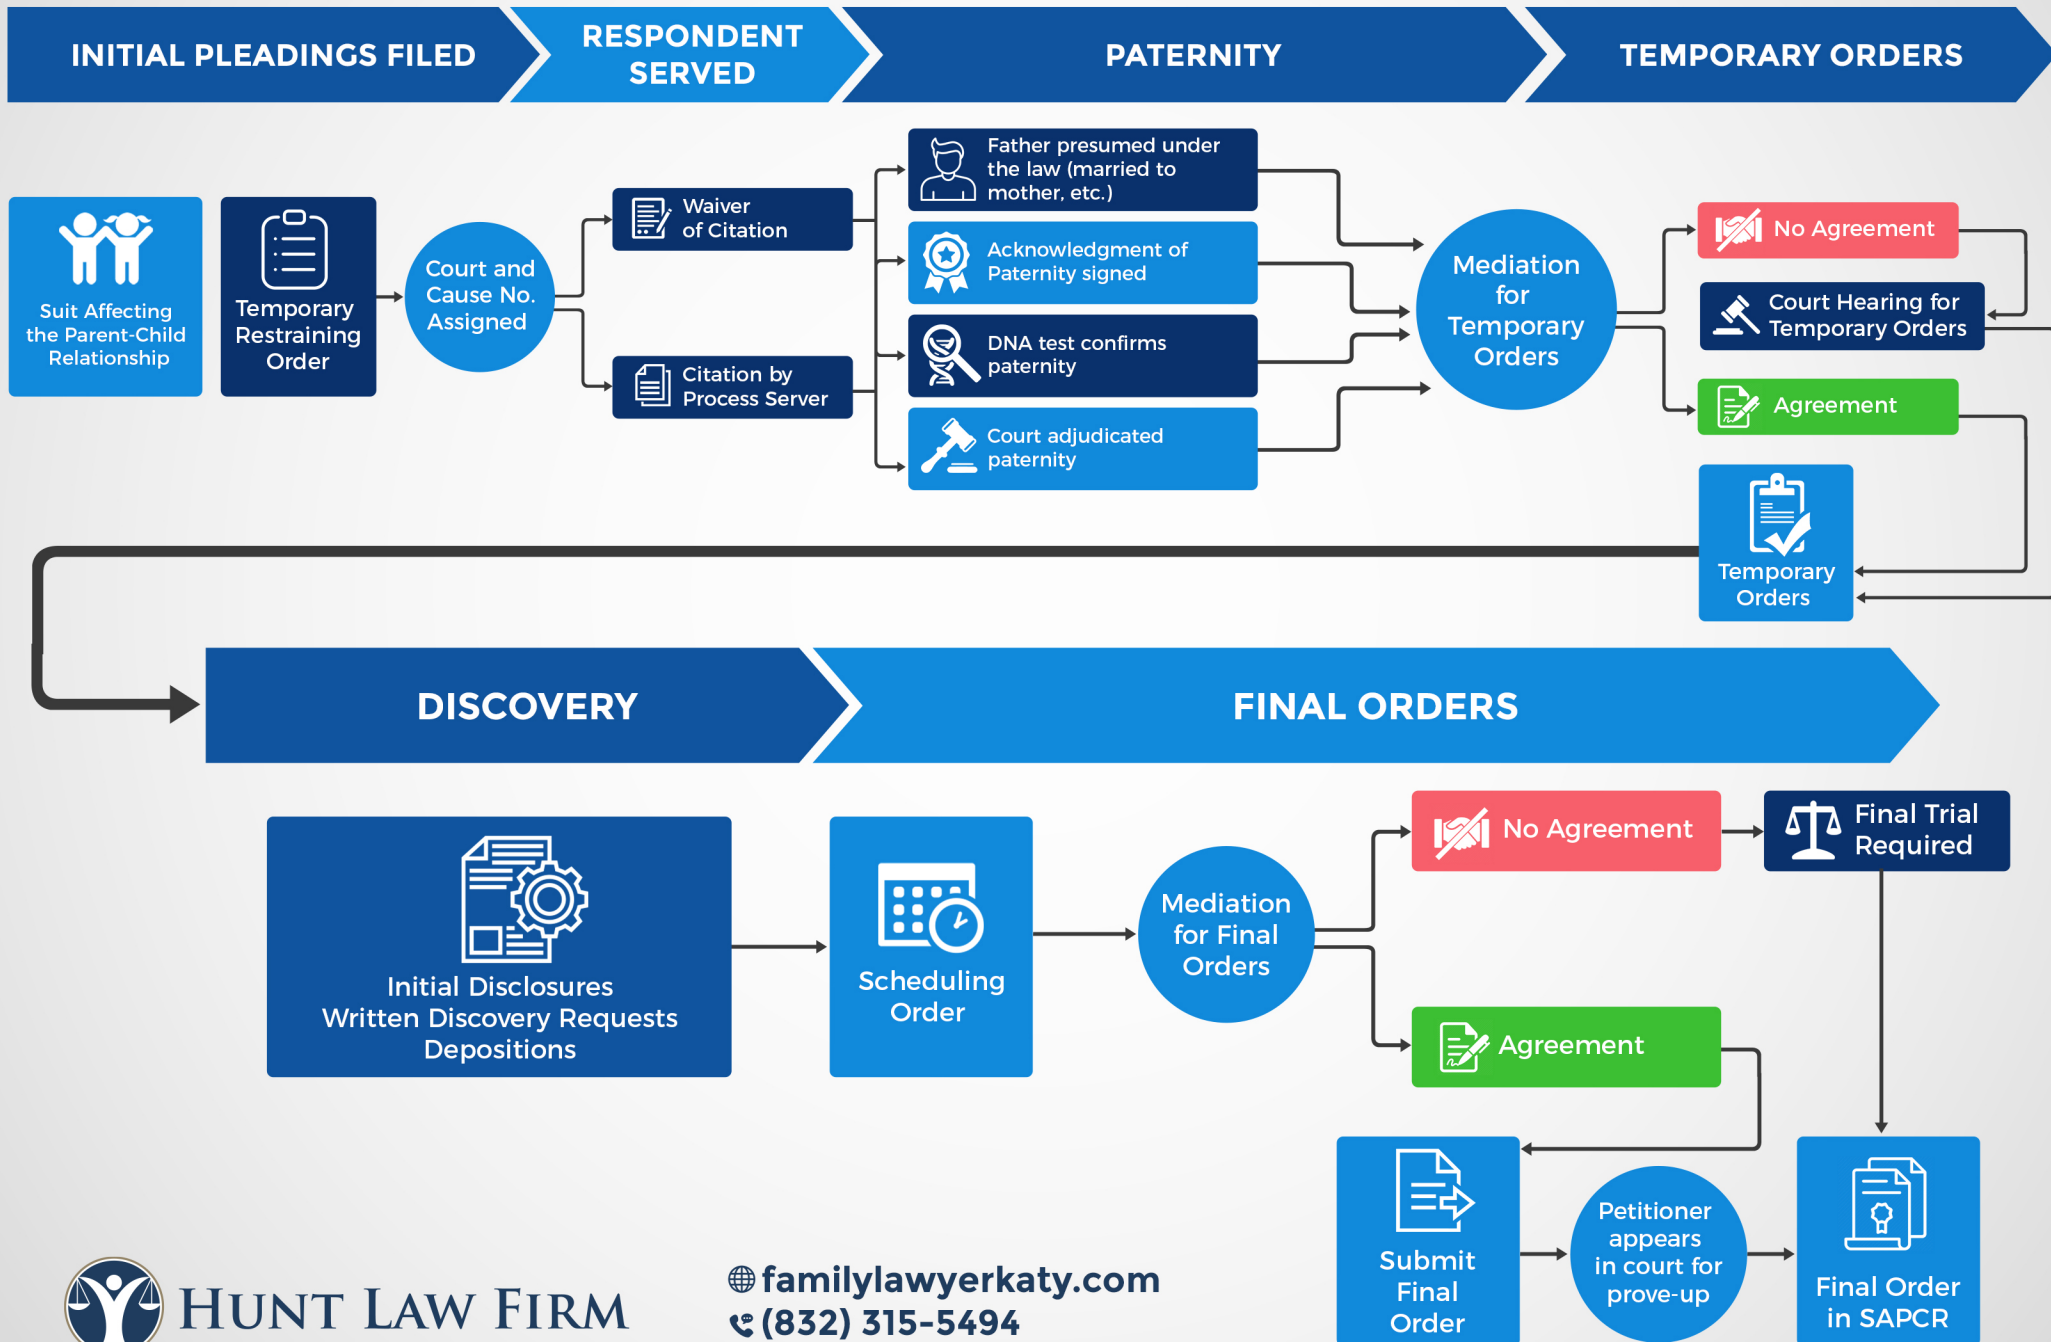 INITIAL PLEADINGS FILED
RESPONDENT
SERVED
PATERNITY
TEMPORARY ORDERS
Suit Affecting
the Parent-Child
Relationship
Temporary
Restraining
Order
Court and
Cause No.
Assigned
Waiver
of Citation
Citation by
Process Server
Father presumed under
the law (married to
mother, etc.)
Acknowledgment of
Paternity signed
DNA test confirms
paternity
Court adjudicated
paternity
Mediation
for
Temporary
Orders
No Agreement
Court Hearing for
Temporary Orders
Agreement
Temporary
Orders
DISCOVERY
FINAL ORDERS
Initial Disclosures
Written Discovery Requests
Depositions
Scheduling
Order
Mediation
for Final
Orders
No Agreement
Final Trial
Required
Agreement
Submit
Final
Order
Petitioner
appears
in court for
prove-up
Final Order
in SAPCR
HUNT LAW FIRM
familylawyerkaty.com
(832) 315-5494